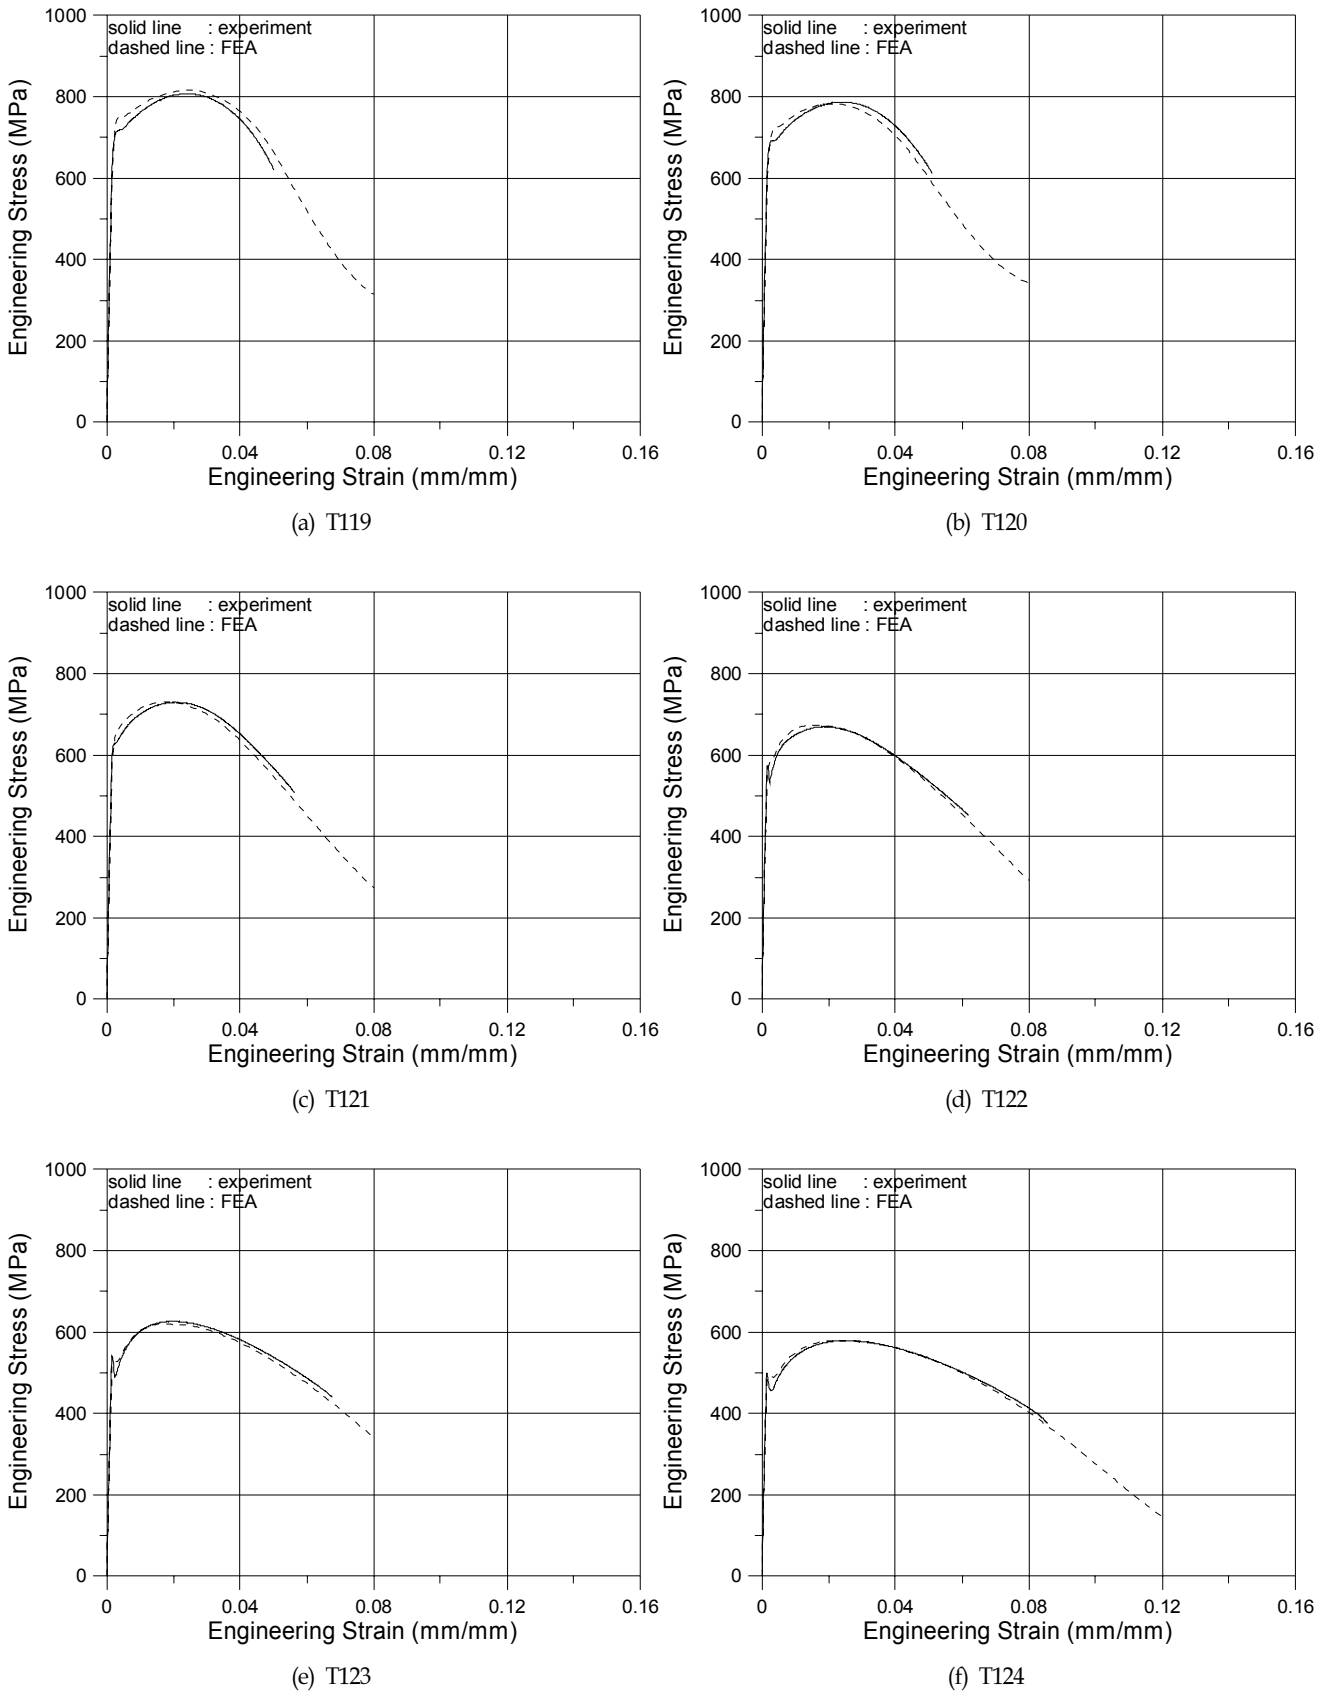 1000
solid line : experiment
dashed line : FEA
800
600
400
200
0
Engineering Stress (MPa)
0 0.04 0.08 0.12 0.16
Engineering Strain (mm/mm)
(a) T119
1000
solid line : experiment
dashed line : FEA
800
600
400
200
0
Engineering Stress (MPa)
0 0.04 0.08 0.12 0.16
Engineering Strain (mm/mm)
(b) T120
1000
solid line : experiment
dashed line : FEA
800
600
400
200
0
Engineering Stress (MPa)
0 0.04 0.08 0.12 0.16
Engineering Strain (mm/mm)
(c) T121
1000
solid line : experiment
dashed line : FEA
800
600
400
200
0
Engineering Stress (MPa)
0 0.04 0.08 0.12 0.16
Engineering Strain (mm/mm)
(d) T122
1000
solid line : experiment
dashed line : FEA
800
600
400
200
0
Engineering Stress (MPa)
0 0.04 0.08 0.12 0.16
Engineering Strain (mm/mm)
(e) T123
1000
solid line : experiment
dashed line : FEA
800
600
400
200
0
Engineering Stress (MPa)
0 0.04 0.08 0.12 0.16
Engineering Strain (mm/mm)
(f) T124